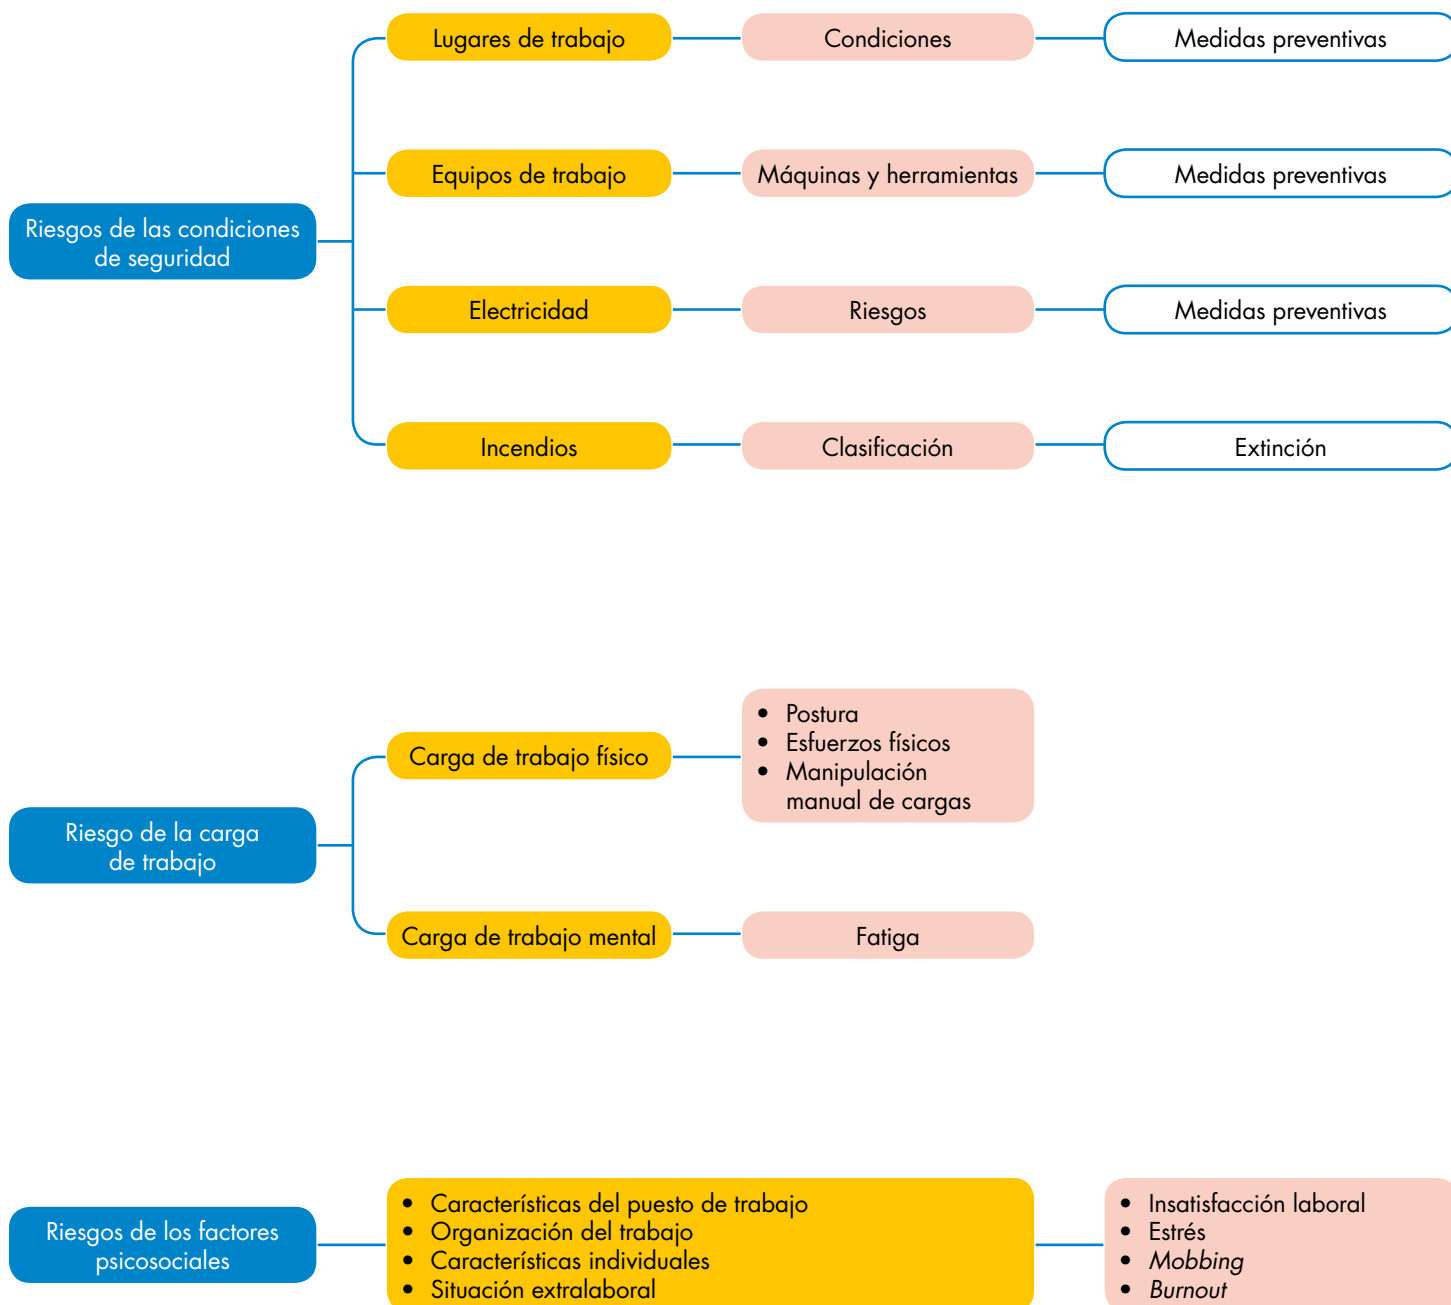 Lugares de trabajo
Condiciones
Medidas preventivas
Equipos de trabajo
Máquinas y herramientas
Medidas preventivas
Riesgos de las condiciones
de seguridad
Electricidad
Riesgos
Medidas preventivas
Incendios
Clasificación
Extinción
Riesgo de la carga
de trabajo
Carga de trabajo físico
• Postura
• Esfuerzos físicos
• Manipulación
manual de cargas
Carga de trabajo mental
Fatiga
Riesgos de los factores
psicosociales
• Características del puesto de trabajo
• Organización del trabajo
• Características individuales
• Situación extralaboral
• Insatisfacción laboral
• Estrés
• Mobbing
• Burnout